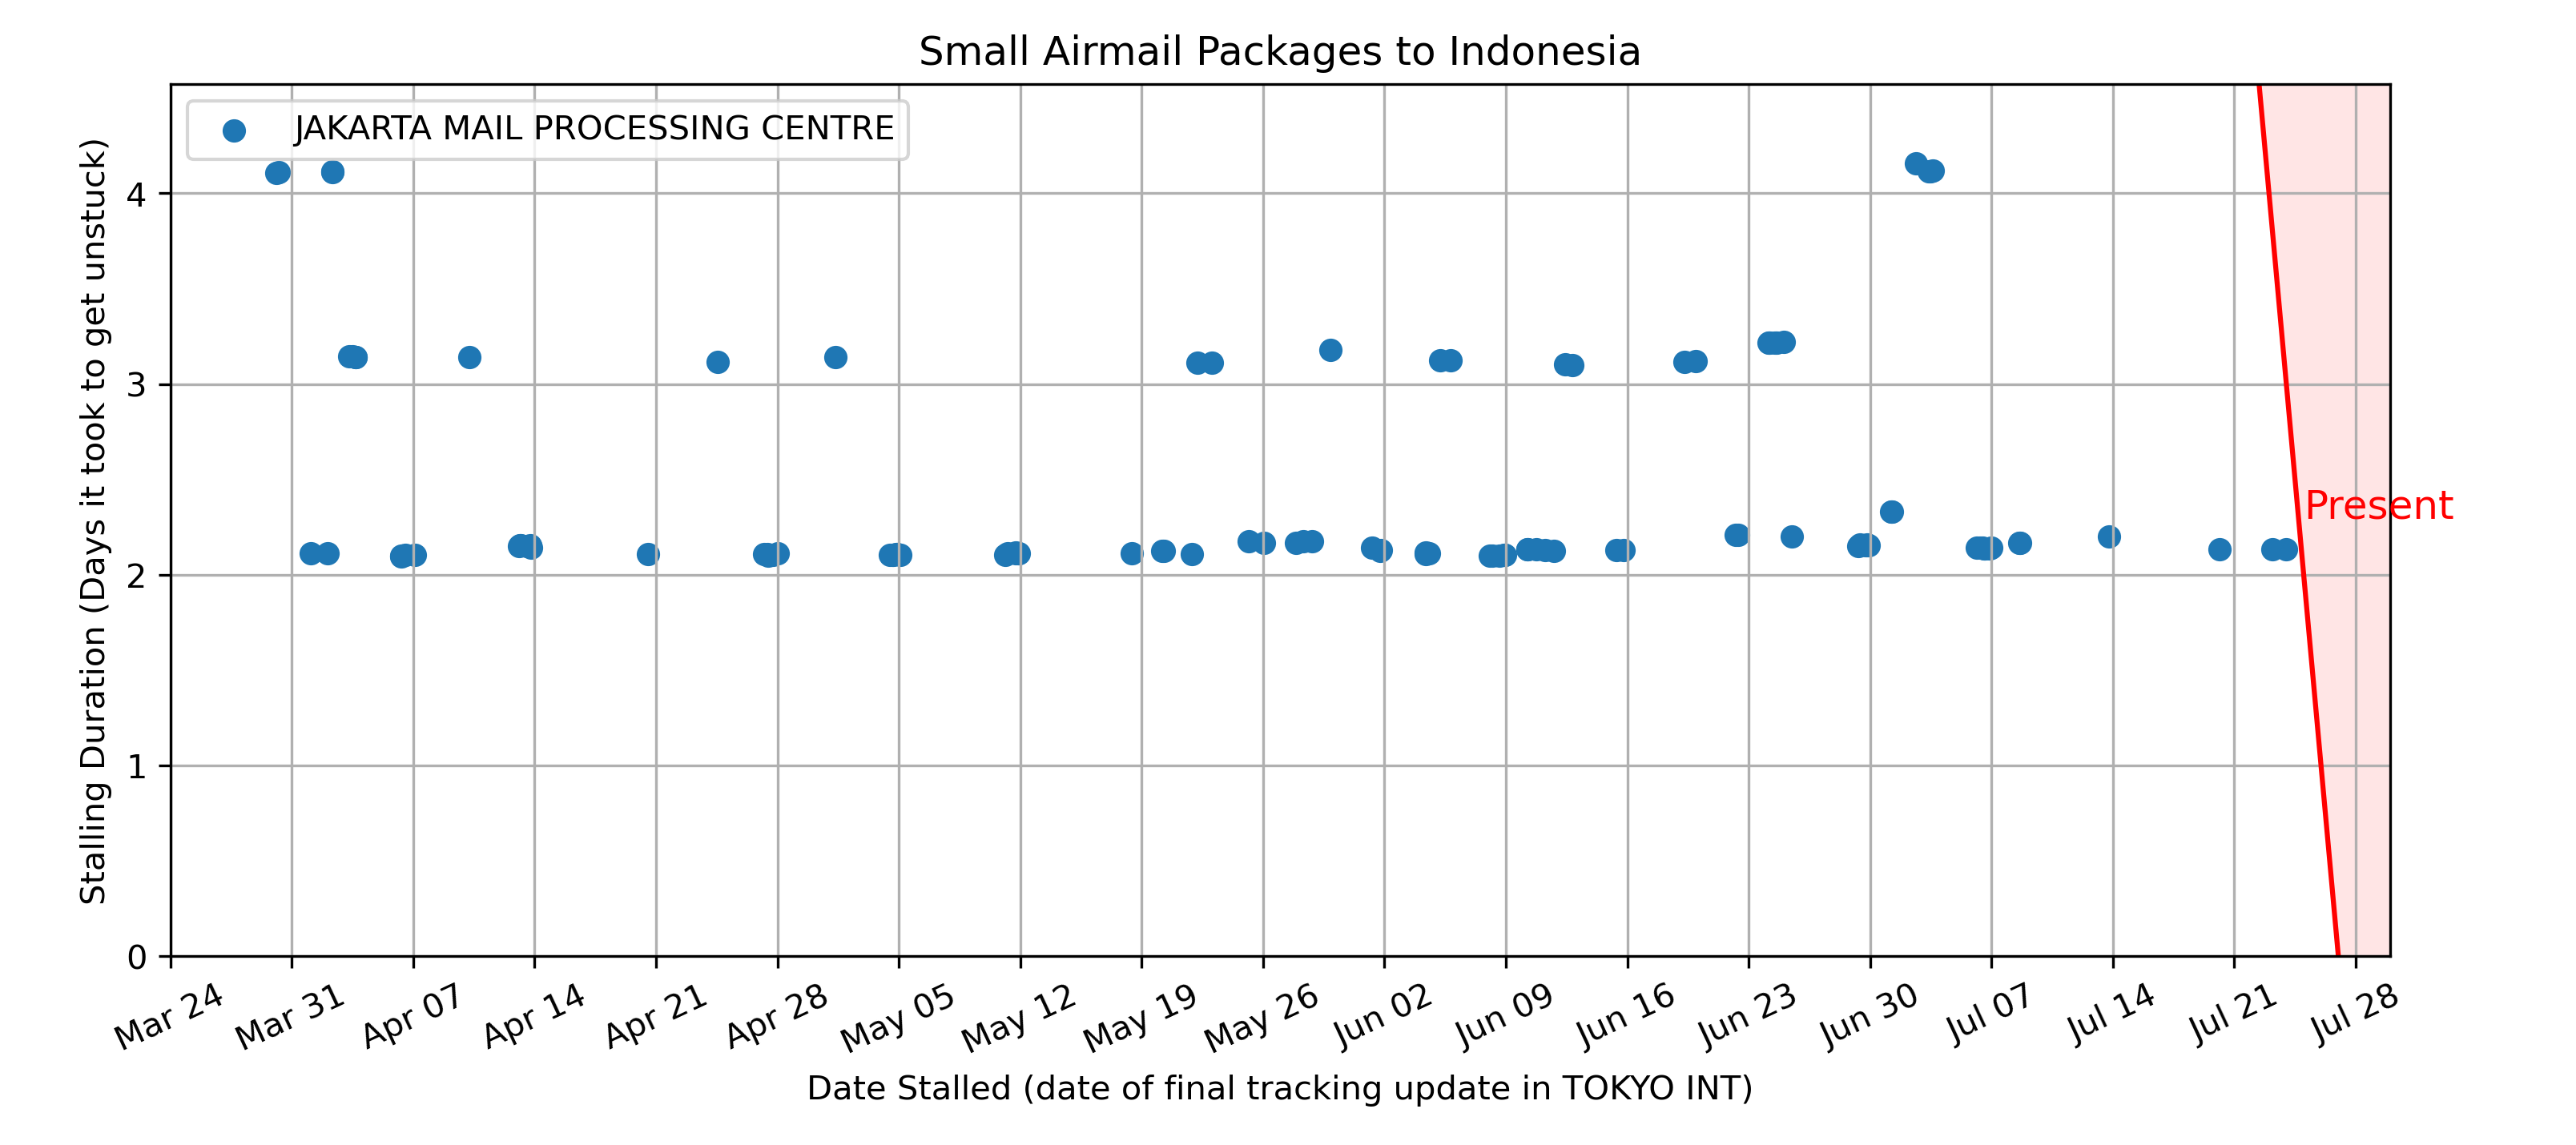 Small Airmail Packages to Indonesia
JAKARTA MAIL PROCESSING CENTRE
Stalling Duration (Days it took to get unstuck)
4
3
2
1
0
Present
Mar 24
Mar 31
Apr 07
Apr 14
Apr 21
Apr 28
May 05
May 12
May 19
May 26
Jun 02
Jun 09
Jun 16
Jun 23
Jun 30
Jul 07
Jul 14
Jul 21
Jul 28
Date Stalled (date of final tracking update in TOKYO INT)